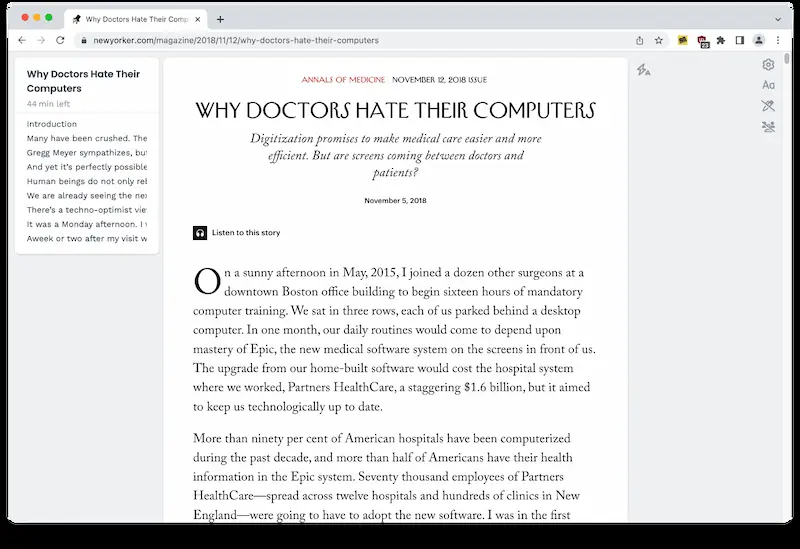 Why Doctors Hate Their Comp
newyorker.com/magazine/2018/11/12/why-doctors-hate-their-computers
23
Why Doctors Hate Their
Computers
44 min left
Introduction
Many have been crushed. The
Gregg Meyer sympathizes, but
And yet it's perfectly possible
Human beings do not only rel
We are already seeing the nex
There's a techno-optimist vie
It was a Monday afternoon. I v
Aweek or two after my visit w
ANNALS OF MEDICINE NOVEMBER 12, 2018 ISSUE
WHY DOCTORS HATE THEIR COMPUTERS
Digitization promises to make medical care easier and more
efficient. But are screens coming between doctors and
patients?
November 5, 2018
Listen to this story
On a sunny afternoon in May, 2015, I joined a dozen other surgeons at a
downtown Boston office building to begin sixteen hours of mandatory
computer training. We sat in three rows, each of us parked behind a desktop
computer. In one month, our daily routines would come to depend upon
mastery of Epic, the new medical software system on the screens in front of us.
The upgrade from our home-built software would cost the hospital system
where we worked, Partners HealthCare, a staggering $1.6 billion, but it aimed
to keep us technologically up to date.
More than ninety per cent of American hospitals have been computerized
during the past decade, and more than half of Americans have their health
information in the Epic system. Seventy thousand employees of Partners
HealthCare—spread across twelve hospitals and hundreds of clinics in New
England—were going to have to adopt the new software. I was in the first
Aa